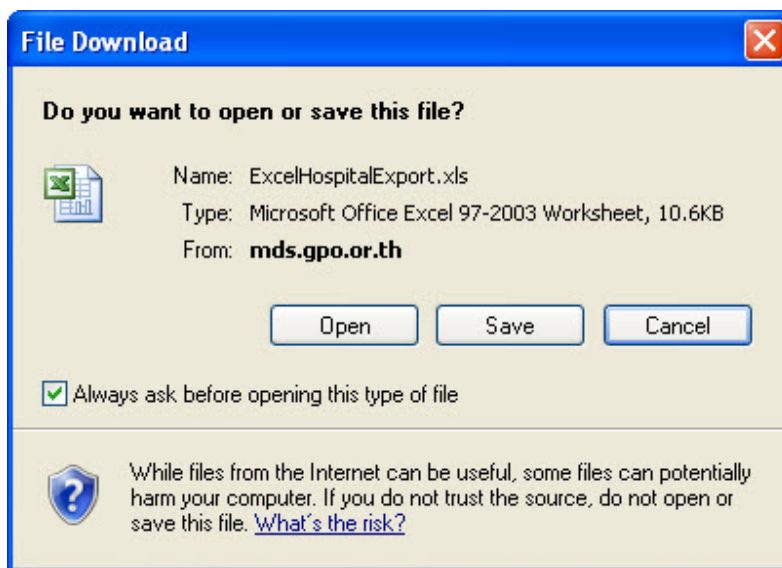 File Download
Do you want to open or save this file?
Name: ExcelHospitalExport.xls
Type: Microsoft Office Excel 97-2003 Worksheet, 10.6KB
From: mds.gpo.or.th
Open Save Cancel
Always ask before opening this type of file
While files from the Internet can be useful, some files can potentially
harm your computer. If you do not trust the source, do not open or
save this file. What's the risk?